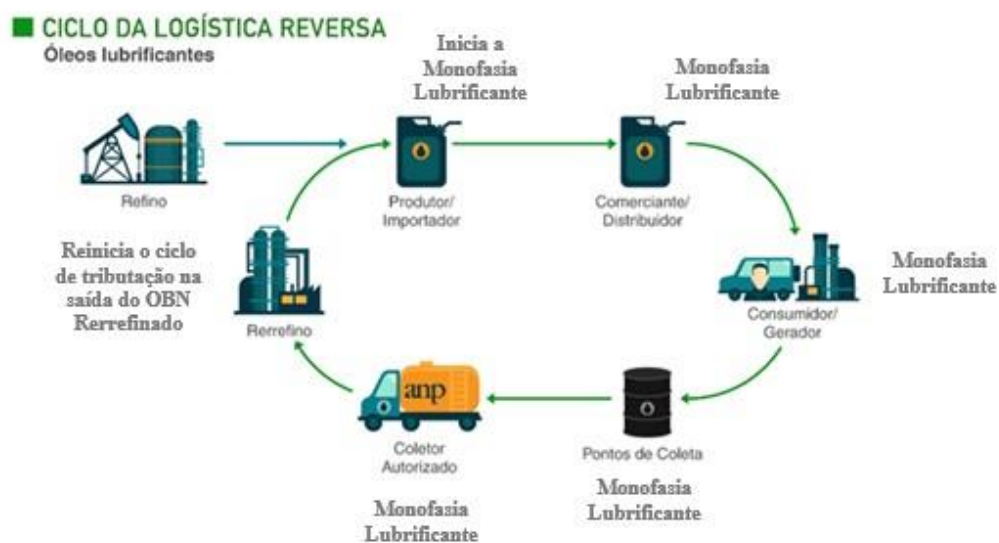 CICLO DA LOGÍSTICA REVERSA
Óleos lubrificantes
Inicia a
Monofasia
Lubrificante
Monofasia
Lubrificante
Refino
Produtor/
Importador
Comerciante/
Distribuidor
Reinicia o ciclo
de tributação na
saída do OBN
Rerrefinado
Rerrefino
Monofasia
Lubrificante
Consumidor/
Gerador
anp
Coletor
Autorizado
Pontos de Coleta
Monofasia
Lubrificante
Monofasia
Lubrificante